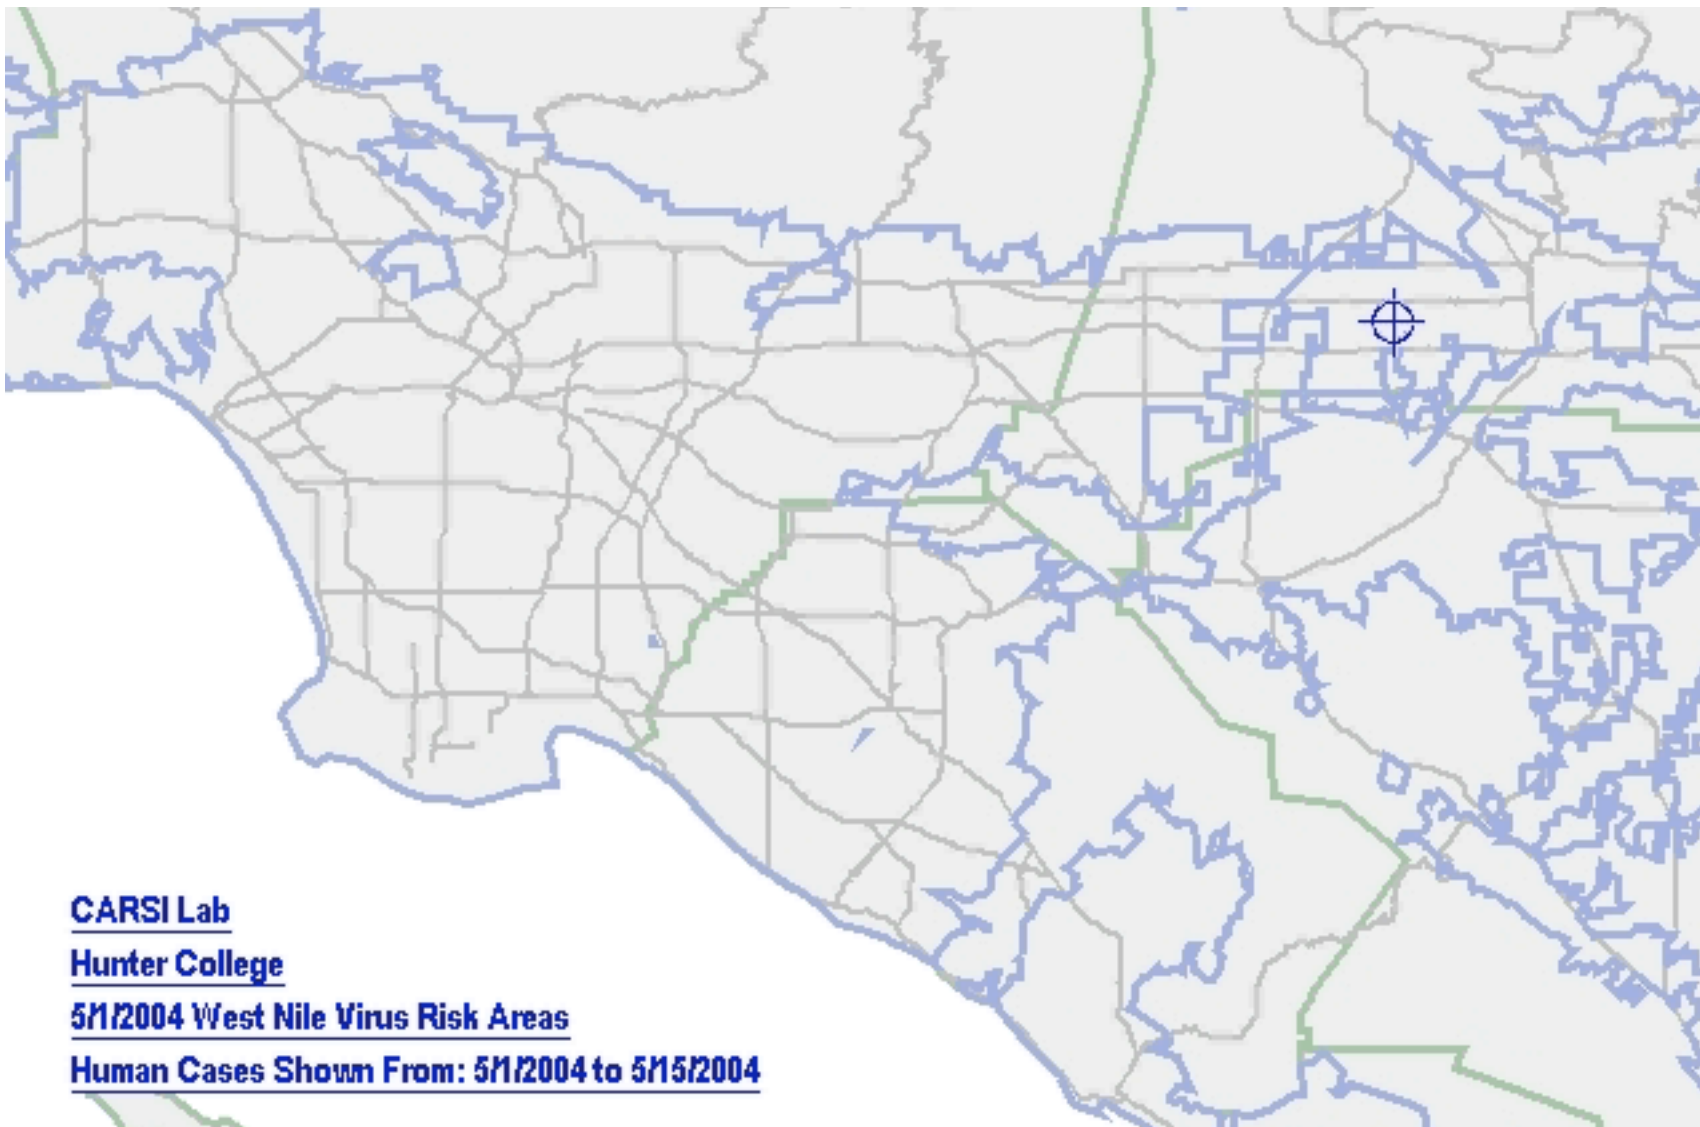 CARSI Lab
Hunter College
5/1/2004 West Nile Virus Risk Areas
Human Cases Shown From: 5/1/2004 to 5/15/2004